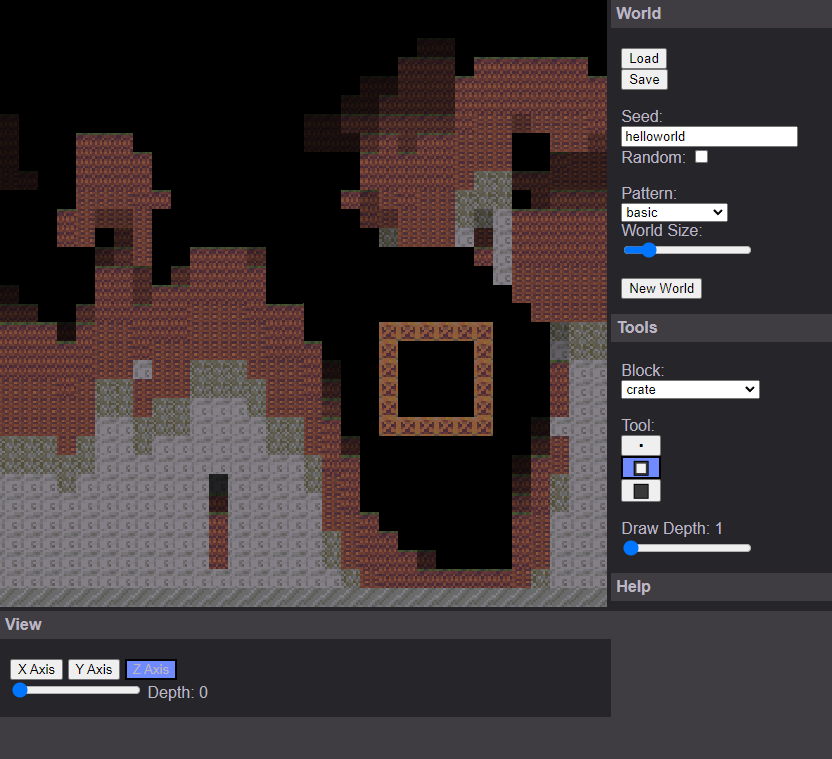 World
Load
Save
Seed:
helloworld
Random:
Pattern:
basic
World Size:
New World
Tools
Block:
crate
Tool:
Draw Depth: 1
Help
View
X Axis Y Axis Z Axis
Depth: 0